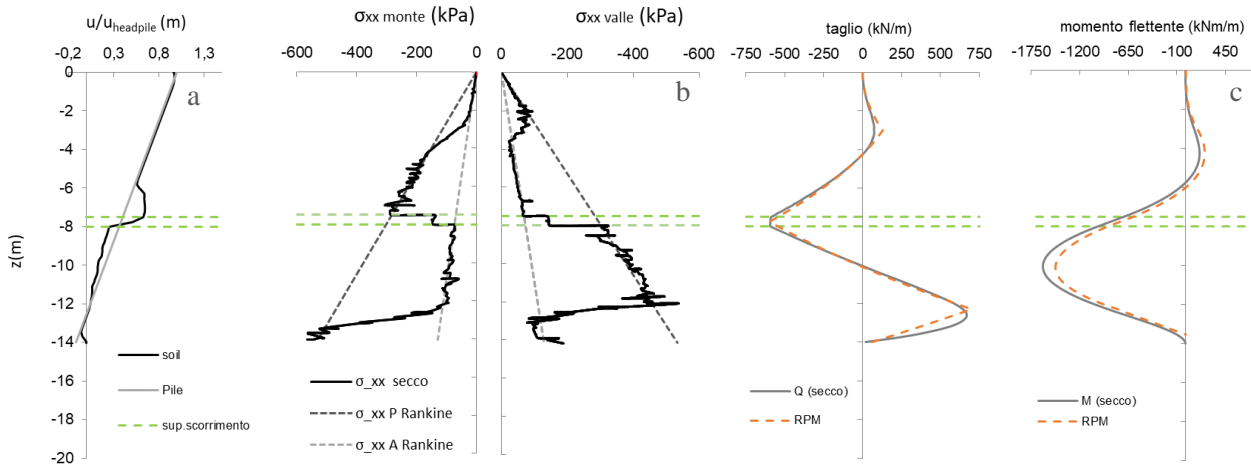 u/u headpile (m)
-0,2 0,3 0,8 1,3
0
-2
-4
-6
-8
-10
-12
-14
-16
-18
-20
z(m)
a
soil
Pile
sup.scorrimento
σxx monte (kPa)
-600 -400 -200 0
σxx valle (kPa)
0 -200 -400 -600
b
σ_xx secco
σ_xx P Rankine
σ_xx A Rankine
taglio (kN/m)
-750 -500 -250 0 250 500 750
Q (secco)
RPM
momento flettente (kNm/m)
-1750 -1200 -650 -100 450
c
M (secco)
RPM